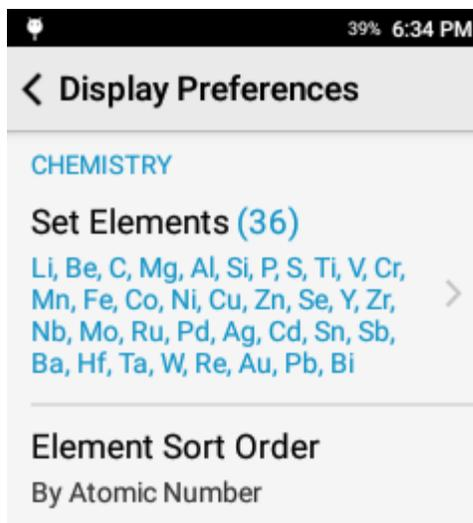 39% 6:34 PM
Display Preferences
CHEMISTRY
Set Elements (36)
Li, Be, C, Mg, Al, Si, P, S, Ti, V, Cr,
Mn, Fe, Co, Ni, Cu, Zn, Se, Y, Zr,
Nb, Mo, Ru, Pd, Ag, Cd, Sn, Sb,
Ba, Hf, Ta, W, Re, Au, Pb, Bi
Element Sort Order
By Atomic Number